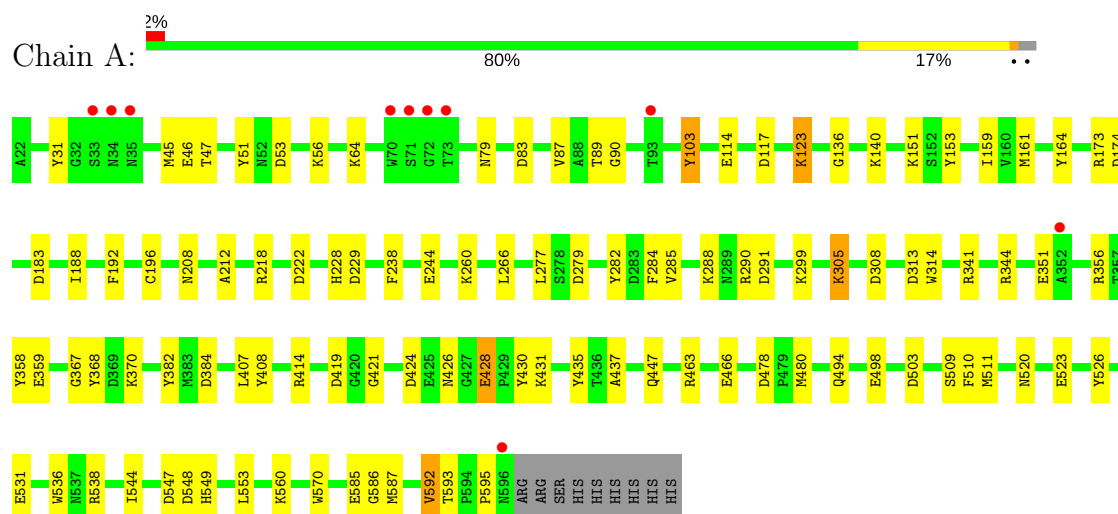 2%
Chain A:
80% 17% • •
A22 Y31 G32 S33 N34 N35 M45 E46 T47 Y51 N52 D53 K56 K64 W70 S71 G72 T73 N79 D83 V87 A88 T89 G90 T93 Y103 E114 D117 K123 G136 K140 K151 S152 Y153 I159 V160 M161 Y164 R173
D183 I188 F192 C196 N208 A212 R218 D222 H228 D229 F238 E244 K260 L266 L277 S278 D279 Y282 D283 F284 V285 K288 N289 R290 D291 K299 K305 D308 D313 W314 R341 R344 E351 A352 R356 T357
Y358 E359 G367 Y368 D369 K370 Y382 M383 D384 L407 Y408 R414 D419 G420 G421 D424 E425 N426 G427 E428 P429 Y430 K431 Y435 T436 A437 Q447 R463 E466 D478 P479 M480 Q494 E498 D503 S509 F510 M511 N520 E523 Y526
E531 W536 N537 R538 I544 D547 D548 H549 L553 K560 W570 E585 G586 M587 V592 T593 P594 P595 N596 ARG ARG SER HIS HIS HIS HIS HIS HIS